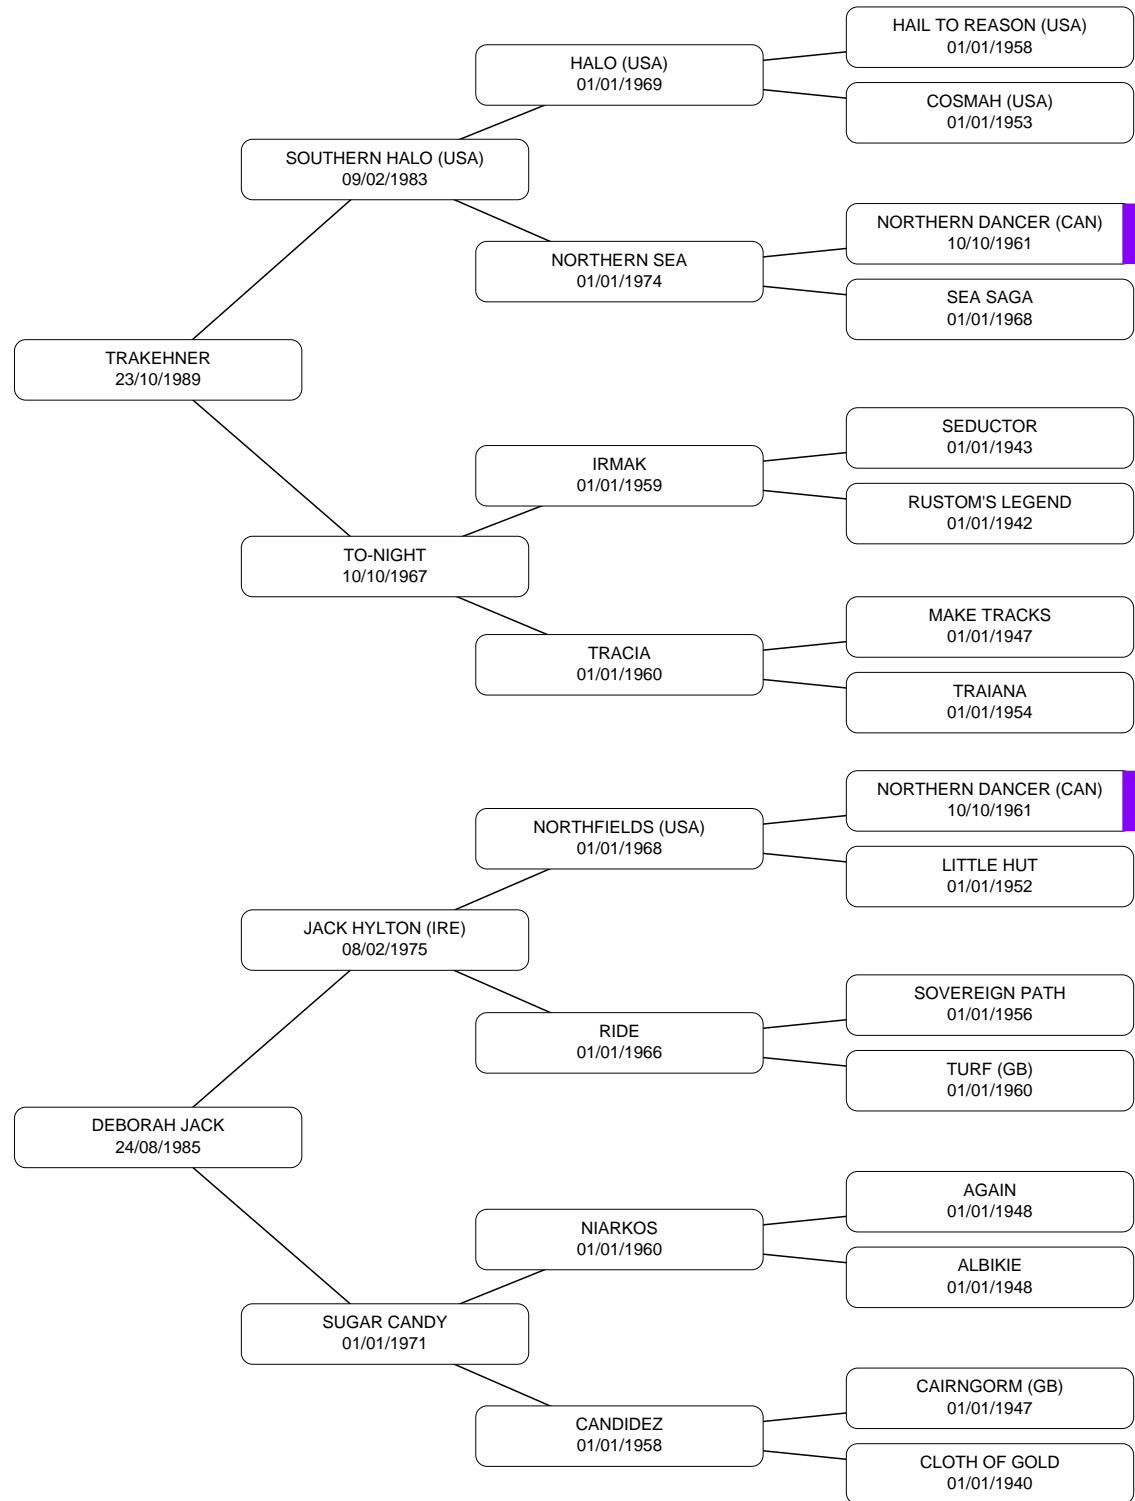 HAIL TO REASON (USA)
01/01/1958
HALO (USA)
01/01/1969
COSMAH (USA)
01/01/1953
SOUTHERN HALO (USA)
09/02/1983
NORTHERN DANCER (CAN)
10/10/1961
NORTHERN SEA
01/01/1974
SEA SAGA
01/01/1968
TRAKEHNER
23/10/1989
SEDUCTOR
01/01/1943
IRMAK
01/01/1959
RUSTOM'S LEGEND
01/01/1942
TO-NIGHT
10/10/1967
MAKE TRACKS
01/01/1947
TRACIA
01/01/1960
TRAIANA
01/01/1954
NORTHERN DANCER (CAN)
10/10/1961
NORTHFIELDS (USA)
01/01/1968
LITTLE HUT
01/01/1952
JACK HYLTON (IRE)
08/02/1975
SOVEREIGN PATH
01/01/1956
RIDE
01/01/1966
TURF (GB)
01/01/1960
DEBORAH JACK
24/08/1985
AGAIN
01/01/1948
NIARKOS
01/01/1960
ALBIKIE
01/01/1948
SUGAR CANDY
01/01/1971
CAIRNGORM (GB)
01/01/1947
CANDIDEZ
01/01/1958
CLOTH OF GOLD
01/01/1940